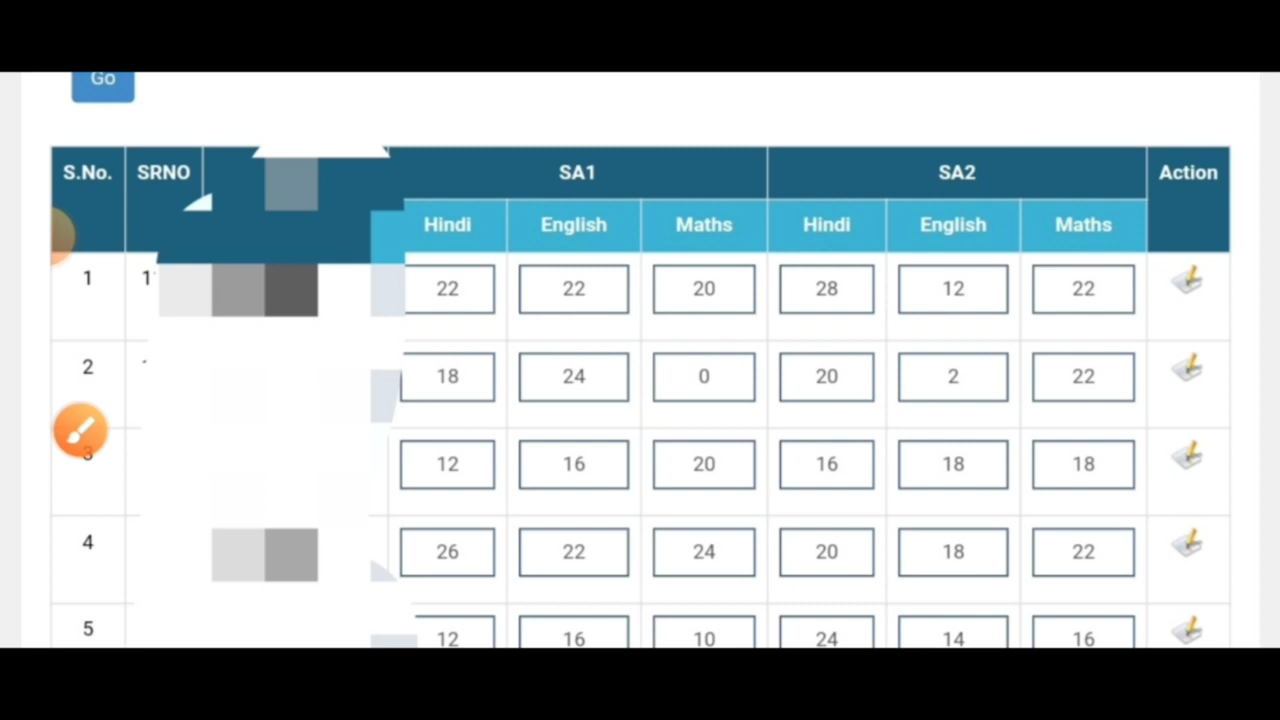 Go
S.No. SRNO SA1 SA2 Action
Hindi English Maths Hindi English Maths
1 22 22 20 28 12 22
2 18 24 0 20 2 22
3 12 16 20 16 18 18
4 26 22 24 20 18 22
5 12 16 10 24 14 16